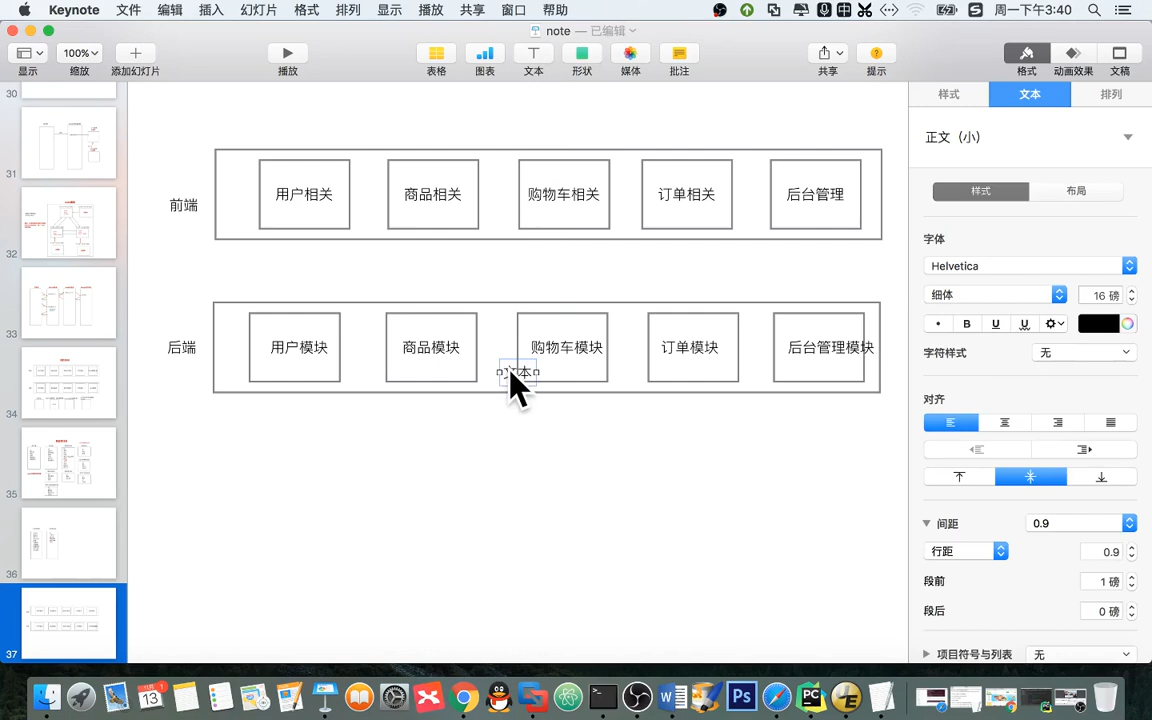 Keynote 文件 编辑 插入 幻灯片 格式 排列 显示 播放 共享 窗口 帮助 周一下午3:40
note — 已编辑
100%
显示 缩放 添加幻灯片 播放 表格 图表 文本 形状 媒体 批注 共享 提示 格式 动画效果 文稿
样式 文本 排列
正文（小）
样式 布局
字体
Helvetica
细体 16 磅
B U U
字符样式 无
对齐
间距 0.9
行距 0.9
段前 1 磅
段后 0 磅
项目符号与列表 无
30
31
32
33
34
35
36
37
前端 用户相关 商品相关 购物车相关 订单相关 后台管理
后端 用户模块 商品模块 购物车模块 订单模块 后台管理模块
文本
13
Ps
PC